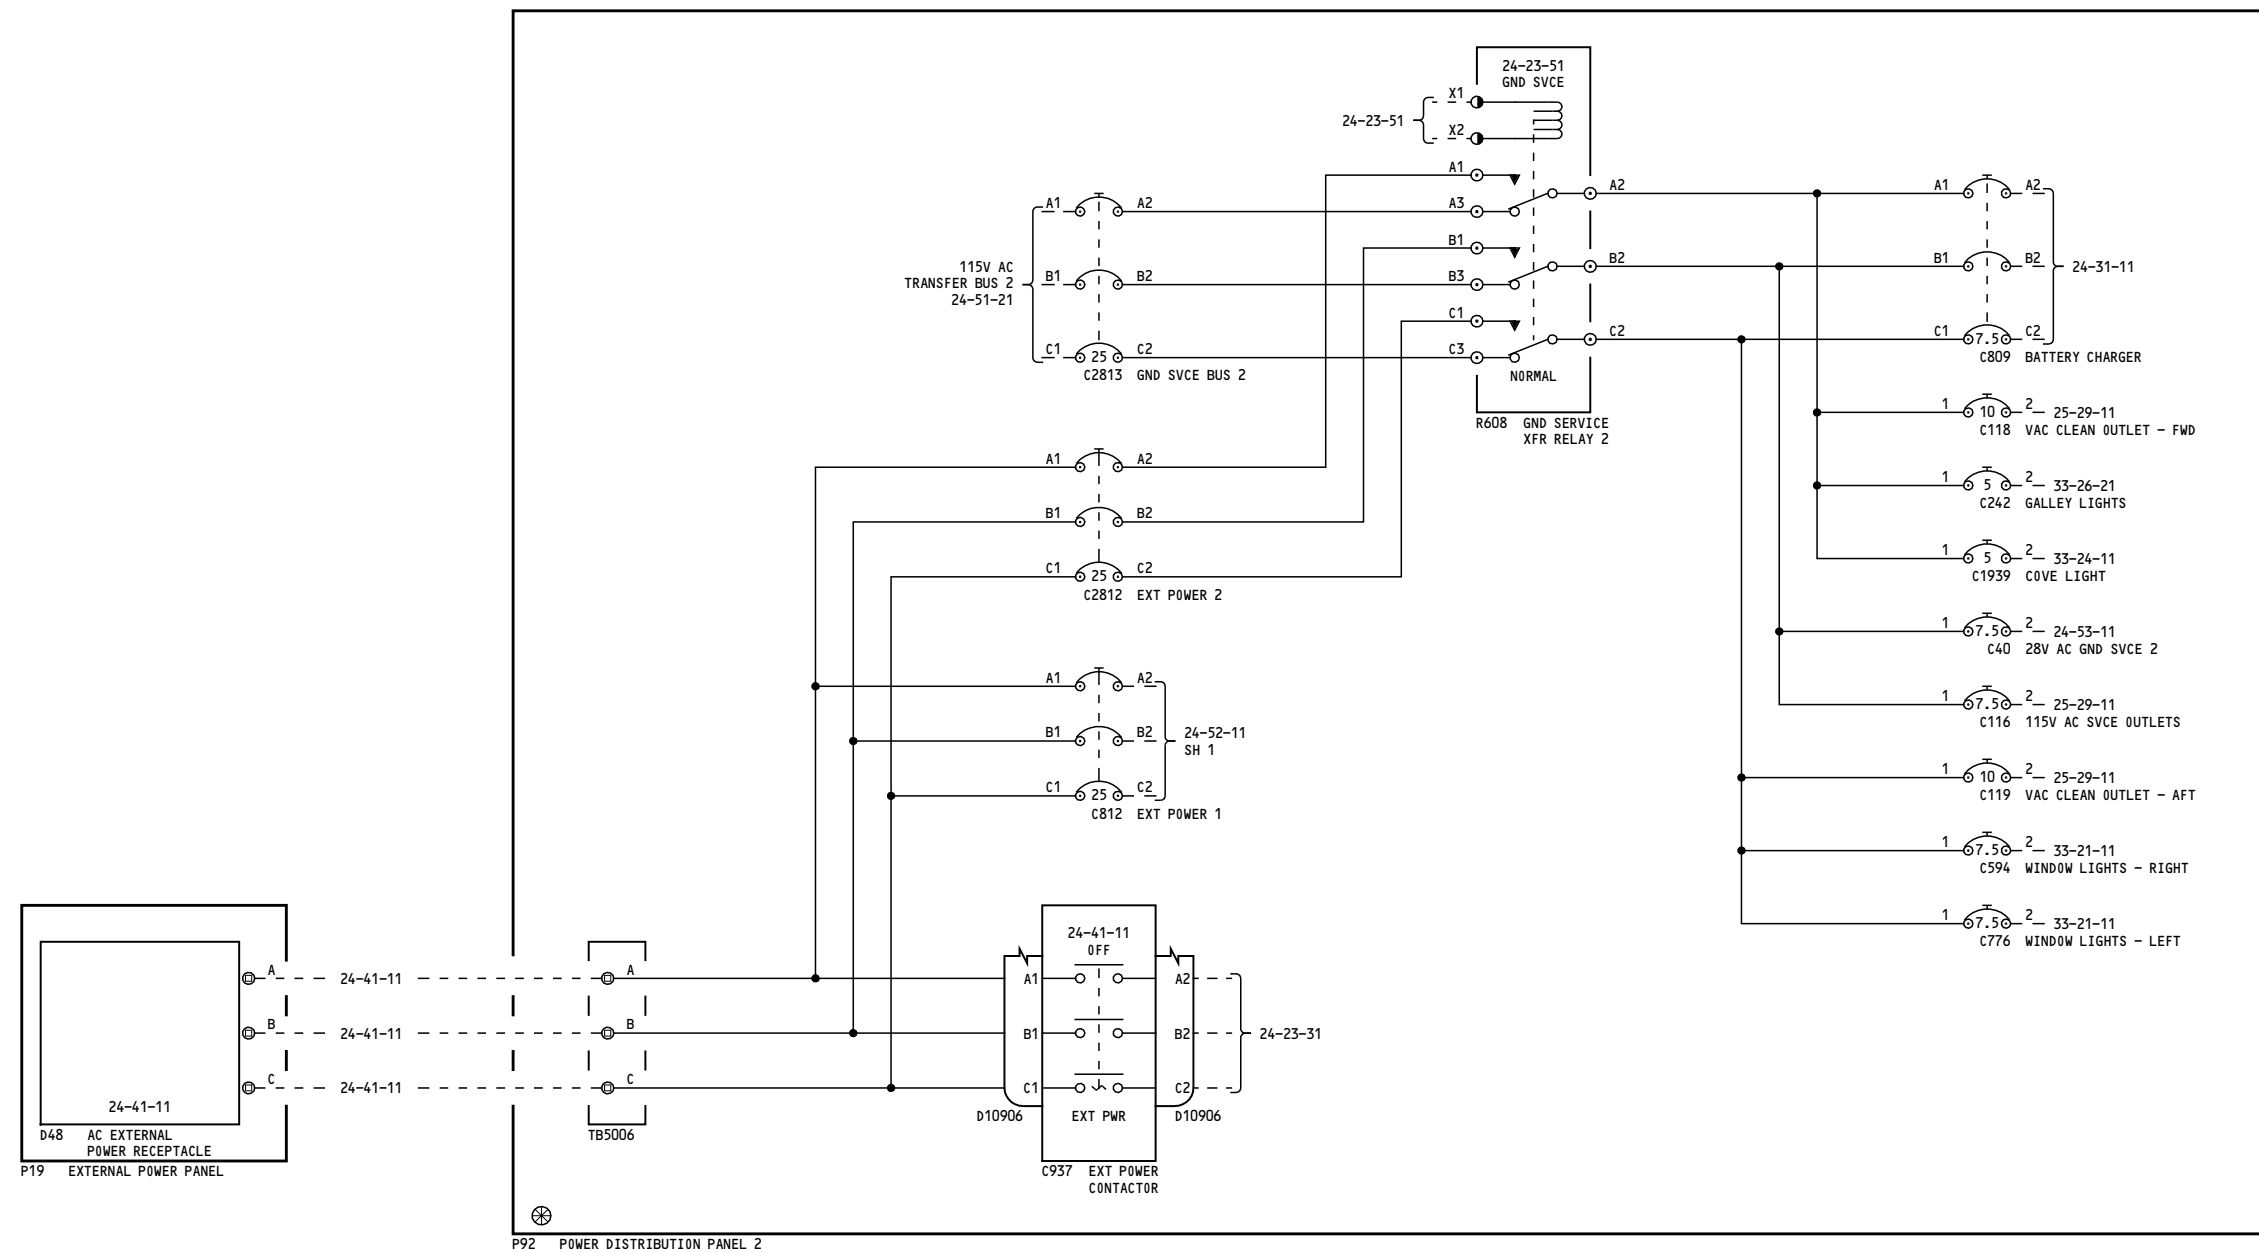 24-23-51
GND SVCE
X1
X2
24-23-51
A1
A3
B1
B3
C1
C3
A2
B2
C2
NORMAL
R608 GND SERVICE
XFR RELAY 2
115V AC
TRANSFER BUS 2
24-51-21
A1 A2
B1 B2
C1 25 C2
C2813 GND SVCE BUS 2
A1 A2
B1 B2
C1 25 C2
C2812 EXT POWER 2
A1 A2
B1 B2
C1 25 C2
C812 EXT POWER 1
24-52-11
SH 1
A1 A2
B1 B2
C1 7.5 C2
24-31-11
C809 BATTERY CHARGER
1 10 2 25-29-11
C118 VAC CLEAN OUTLET - FWD
1 5 2 33-26-21
C242 GALLEY LIGHTS
1 5 2 33-24-11
C1939 COVE LIGHT
1 7.5 2 24-53-11
C40 28V AC GND SVCE 2
1 7.5 2 25-29-11
C116 115V AC SVCE OUTLETS
1 10 2 25-29-11
C119 VAC CLEAN OUTLET - AFT
1 7.5 2 33-21-11
C594 WINDOW LIGHTS - RIGHT
1 7.5 2 33-21-11
C776 WINDOW LIGHTS - LEFT
A 24-41-11 A
B 24-41-11 B
C 24-41-11 C
24-41-11
D48 AC EXTERNAL
POWER RECEPTACLE
P19 EXTERNAL POWER PANEL
TB5006
24-41-11
OFF
A1 A2
B1 B2
C1 C2
24-23-31
D10906 EXT PWR D10906
C937 EXT POWER
CONTACTOR
P92 POWER DISTRIBUTION PANEL 2